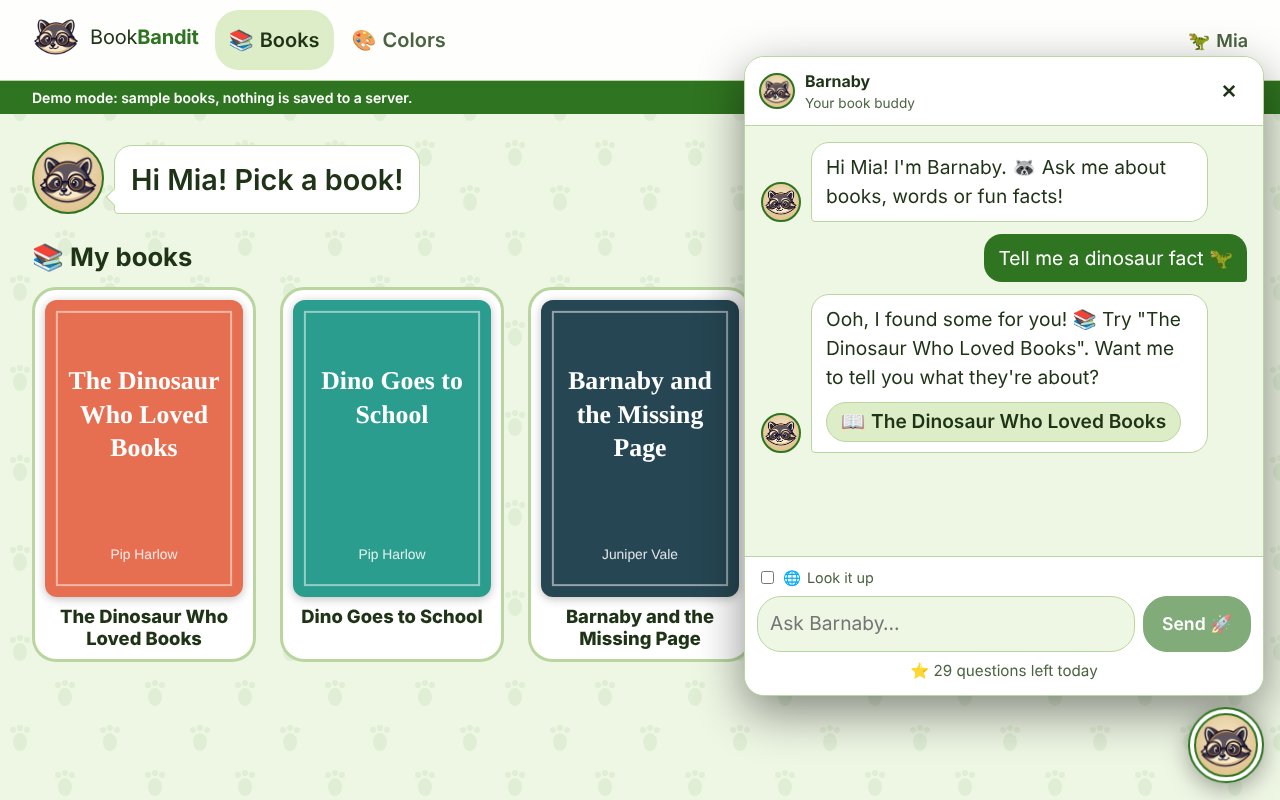 BookBandit
📚 Books
🎨 Colors
🦖 Mia
Demo mode: sample books, nothing is saved to a server.
Hi Mia! Pick a book!
📚 My books
The Dinosaur
Who Loved
Books
Pip Harlow
The Dinosaur Who
Loved Books
Dino Goes to
School
Pip Harlow
Dino Goes to School
Barnaby and
the Missing
Page
Juniper Vale
Barnaby and the
Missing Page
Barnaby
Your book buddy
✕
Hi Mia! I'm Barnaby. 🦝 Ask me about
books, words or fun facts!
Tell me a dinosaur fact 🦖
Ooh, I found some for you! 📚 Try "The
Dinosaur Who Loved Books". Want me
to tell you what they're about?
📖 The Dinosaur Who Loved Books
🌐 Look it up
Ask Barnaby...
Send 🚀
⭐ 29 questions left today